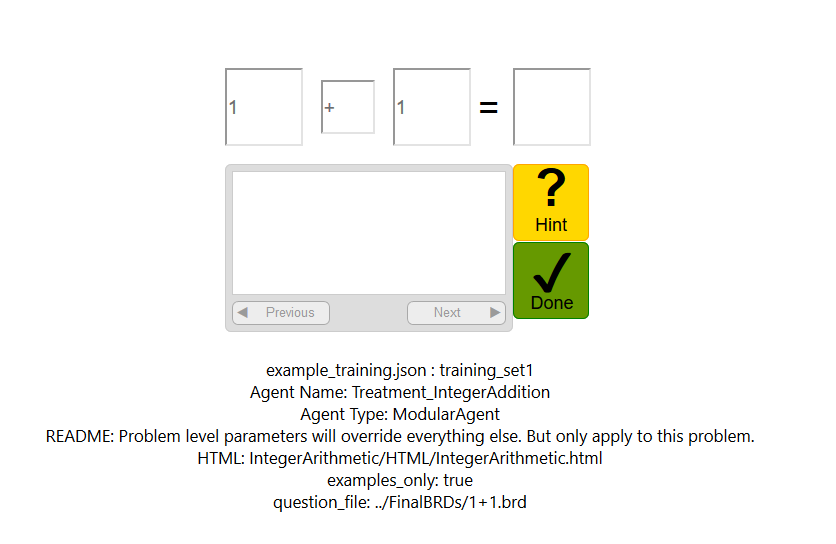 1 + 1 =
? Hint
✓ Done
◀ Previous Next ▶
example_training.json : training_set1
Agent Name: Treatment_IntegerAddition
Agent Type: ModularAgent
README: Problem level parameters will override everything else. But only apply to this problem.
HTML: IntegerArithmetic/HTML/IntegerArithmetic.html
examples_only: true
question_file: ../FinalBRDs/1+1.brd